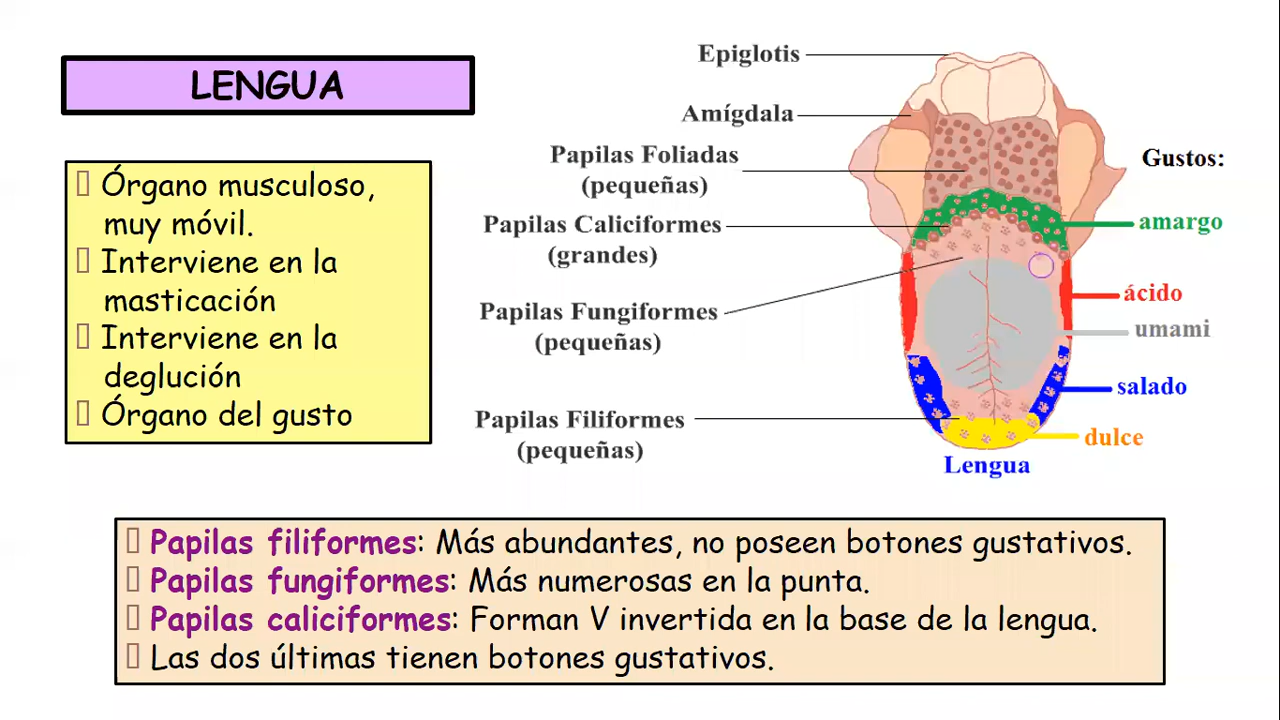 LENGUA
Órgano musculoso,
muy móvil.
Interviene en la
masticación
Interviene en la
deglución
Órgano del gusto
Epiglotis
Amígdala
Papilas Foliadas
(pequeñas)
Papilas Caliciformes
(grandes)
Papilas Fungiformes
(pequeñas)
Papilas Filiformes
(pequeñas)
Gustos:
amargo
ácido
umami
salado
dulce
Lengua
Papilas filiformes: Más abundantes, no poseen botones gustativos.
Papilas fungiformes: Más numerosas en la punta.
Papilas caliciformes: Forman V invertida en la base de la lengua.
Las dos últimas tienen botones gustativos.